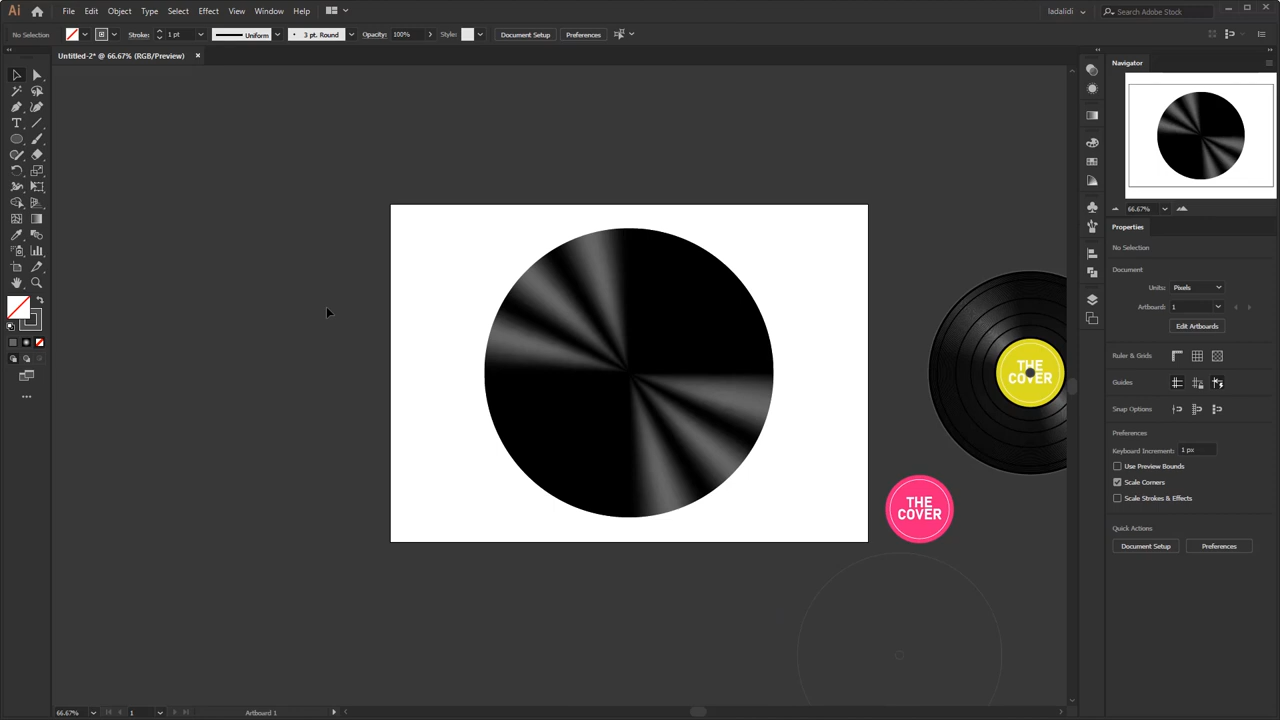 Ai
File Edit Object Type Select Effect View Window Help
ladalidi
Search Adobe Stock
No Selection
Stroke:
1 pt
Uniform
3 pt. Round
Opacity:
100%
Style:
Document Setup
Preferences
Untitled-2* @ 66.67% (RGB/Preview)
Navigator
66.67%
Properties
No Selection
Document
Units:
Pixels
Artboard:
1
Edit Artboards
Ruler & Grids
Guides
Snap Options
Preferences
Keyboard Increment:
1 px
Use Preview Bounds
Scale Corners
Scale Strokes & Effects
Quick Actions
Document Setup
Preferences
THE
COVER
THE
COVER
66.67%
1
Artboard 1